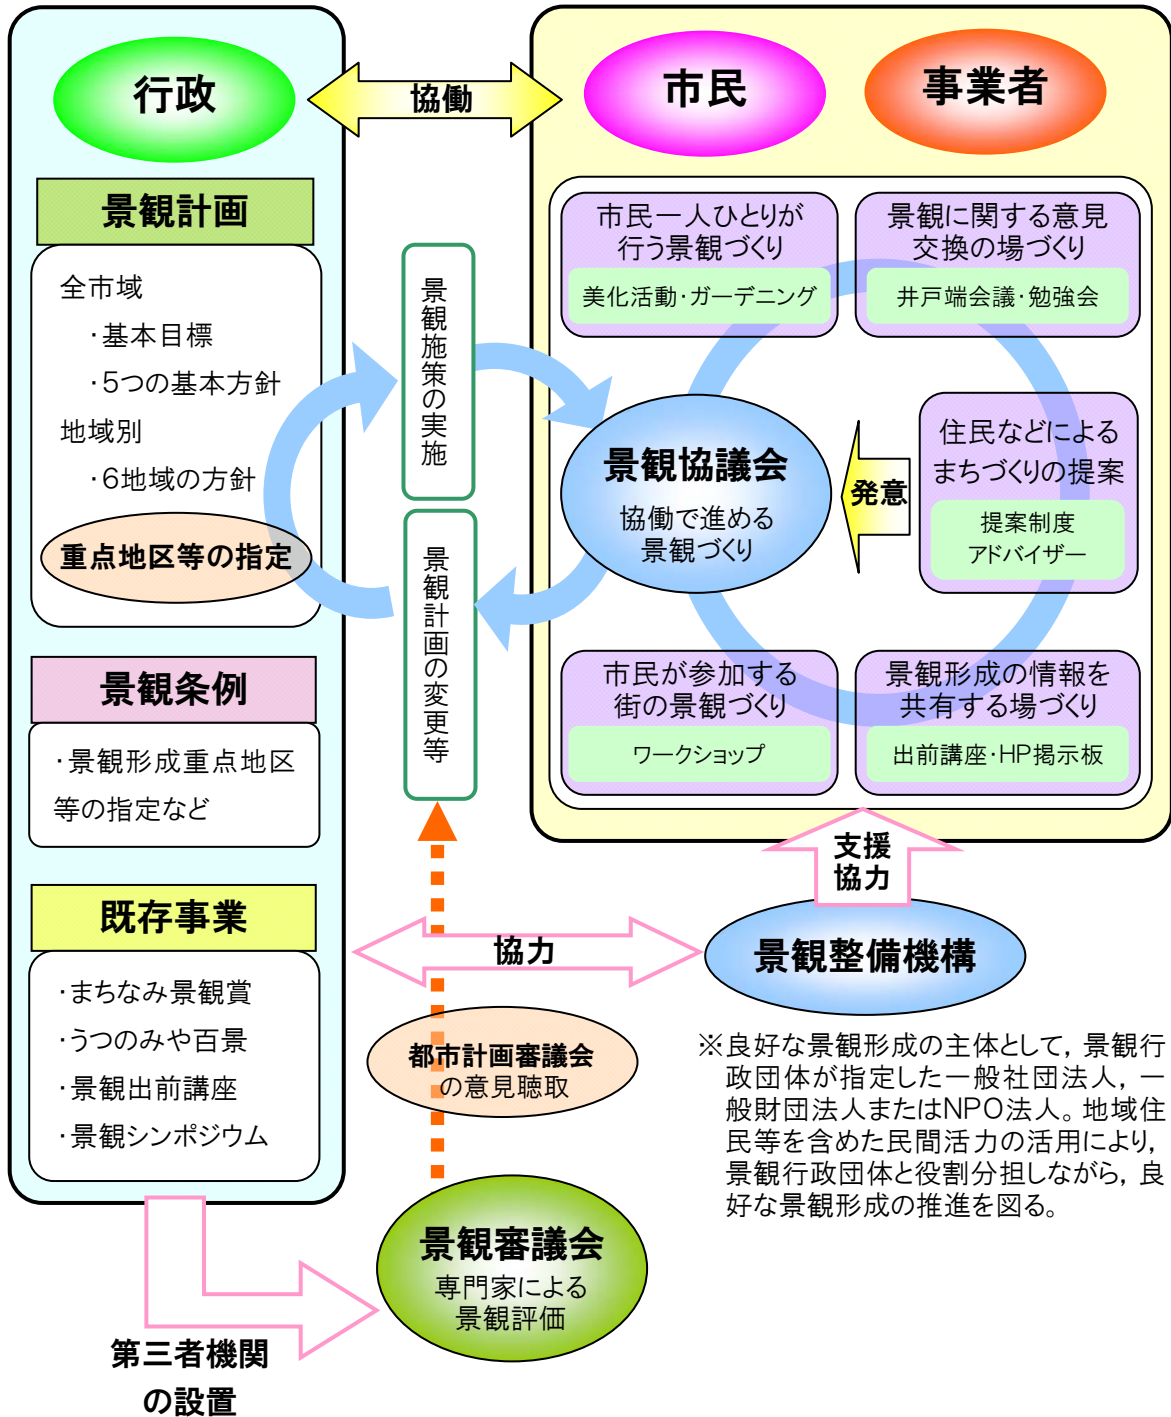 行政
協働
市民
事業者
景観計画
全市域
・基本目標
・5つの基本方針
地域別
・6地域の方針
重点地区等の指定
景観条例
・景観形成重点地区
等の指定など
既存事業
・まちなみ景観賞
・うつのみや百景
・景観出前講座
・景観シンポジウム
景観施策の実施
景観計画の変更等
市民一人ひとりが
行う景観づくり
美化活動・ガーデニング
景観に関する意見
交換の場づくり
井戸端会議・勉強会
景観協議会
協働で進める
景観づくり
発意
住民などによる
まちづくりの提案
提案制度
アドバイザー
市民が参加する
街の景観づくり
ワークショップ
景観形成の情報を
共有する場づくり
出前講座・HP掲示板
支援
協力
協力
景観整備機構
都市計画審議会
の意見聴取
※良好な景観形成の主体として，景観行
政団体が指定した一般社団法人，一
般財団法人またはNPO法人。地域住
民等を含めた民間活力の活用により，
景観行政団体と役割分担しながら，良
好な景観形成の推進を図る。
景観審議会
専門家による
景観評価
第三者機関
の設置